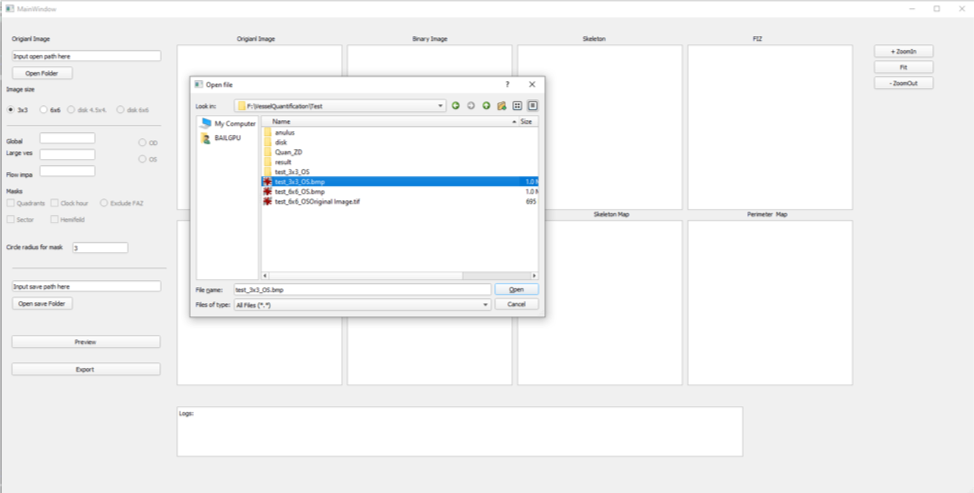 MainWindow
Origianl Image
Input open path here
Open Folder
Image size
3x3 6x6 disk 4.5x4. disk 6x6.
Global OD
Large ves OS
Flow impa
Masks
Quadrants Clock hour Exclude FAZ
Sector Hemifield
Circle radius for mask 3
Input save path here
Open save Folder
Preview
Export
Origianl Image Binary Image Skeleton FIZ
Open file ?
Look in: F:\VesselQuantification\Test
My Computer
BAILGPU
Name Size
anulus
disk
Quan_ZD
result
test_3x3_OS
test_3x3_OS.bmp 1.0 M
test_6x6_OS.bmp 1.0 M
test_6x6_OSOriginal Image.tif 695
File name: test_3x3_OS.bmp Open
Files of type: All Files (*.*) Cancel
Skeleton Map Perimeter Map
Logs:
+ ZoomIn
Fit
- ZoomOut